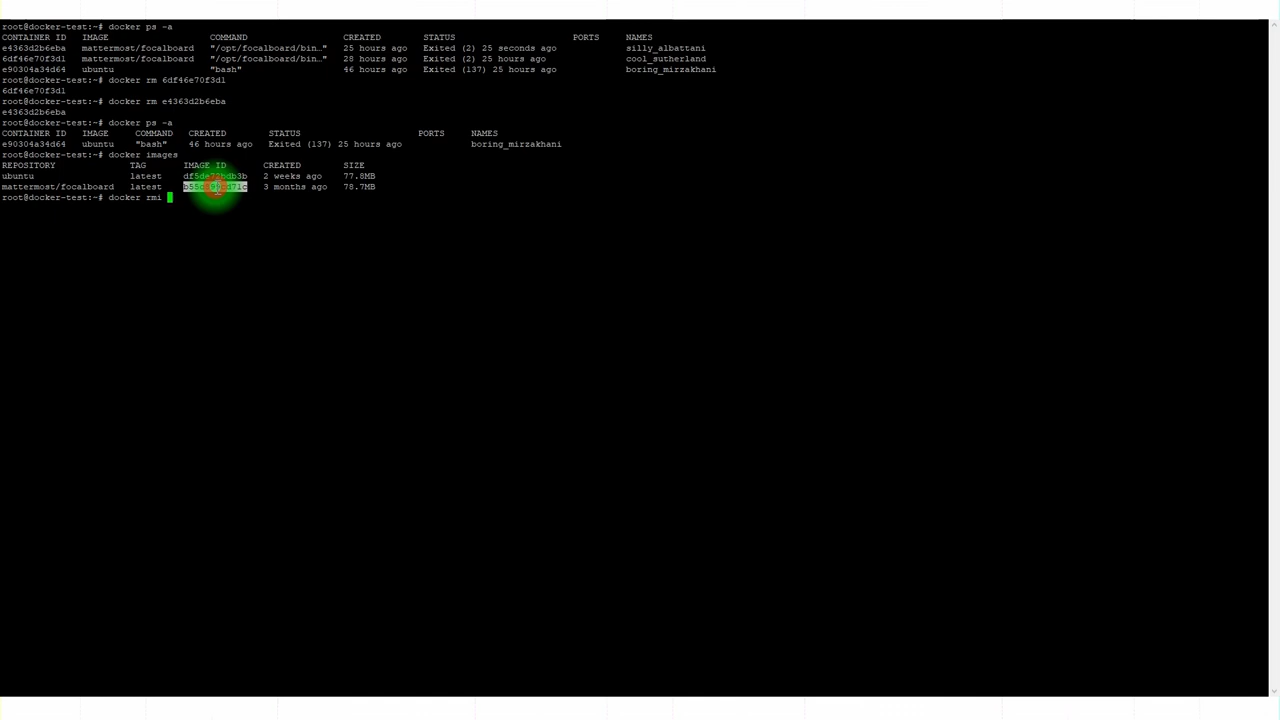 root@docker-test:~# docker ps -a
CONTAINER ID IMAGE COMMAND CREATED STATUS PORTS NAMES
e4363d2b6eba mattermost/focalboard "/opt/focalboard/bin…" 25 hours ago Exited (2) 25 seconds ago silly_albattani
6df46e70f3d1 mattermost/focalboard "/opt/focalboard/bin…" 28 hours ago Exited (2) 25 hours ago cool_sutherland
e90304a34d64 ubuntu "bash" 46 hours ago Exited (137) 25 hours ago boring_mirzakhani
root@docker-test:~# docker rm 6df46e70f3d1
6df46e70f3d1
root@docker-test:~# docker rm e4363d2b6eba
e4363d2b6eba
root@docker-test:~# docker ps -a
CONTAINER ID IMAGE COMMAND CREATED STATUS PORTS NAMES
e90304a34d64 ubuntu "bash" 46 hours ago Exited (137) 25 hours ago boring_mirzakhani
root@docker-test:~# docker images
REPOSITORY TAG IMAGE ID CREATED SIZE
ubuntu latest 2 weeks ago 77.8MB
mattermost/focalboard latest 3 months ago 78.7MB
root@docker-test:~# docker rmi